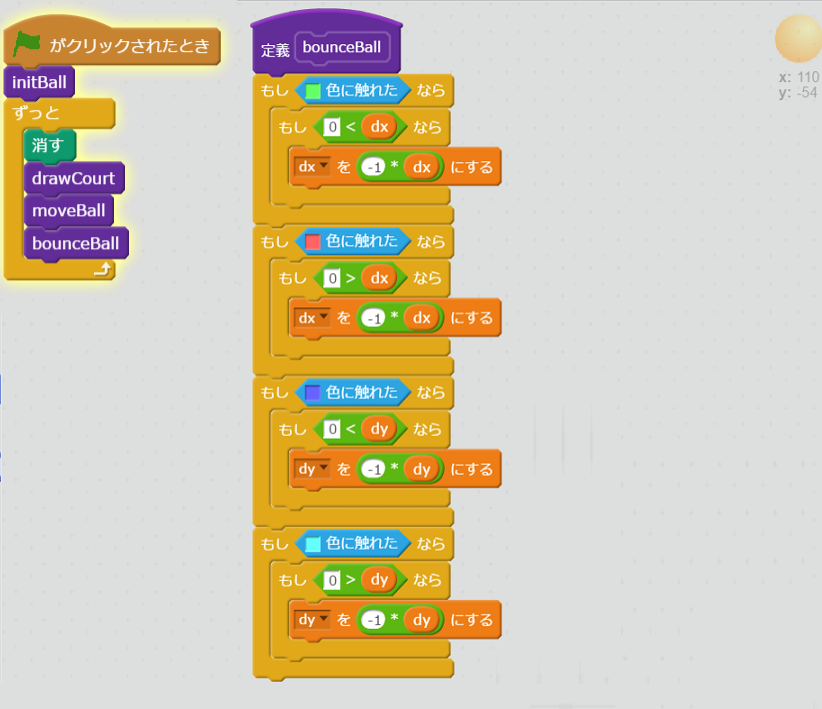 がクリックされたとき
initBall
ずっと
消す
drawCourt
moveBall
bounceBall
定義 bounceBall
もし 色に触れた なら
もし 0 < dx なら
dx を -1 * dx にする
もし 色に触れた なら
もし 0 > dx なら
dx を -1 * dx にする
もし 色に触れた なら
もし 0 < dy なら
dy を -1 * dy にする
もし 色に触れた なら
もし 0 > dy なら
dy を -1 * dy にする
x: 110
y: -54